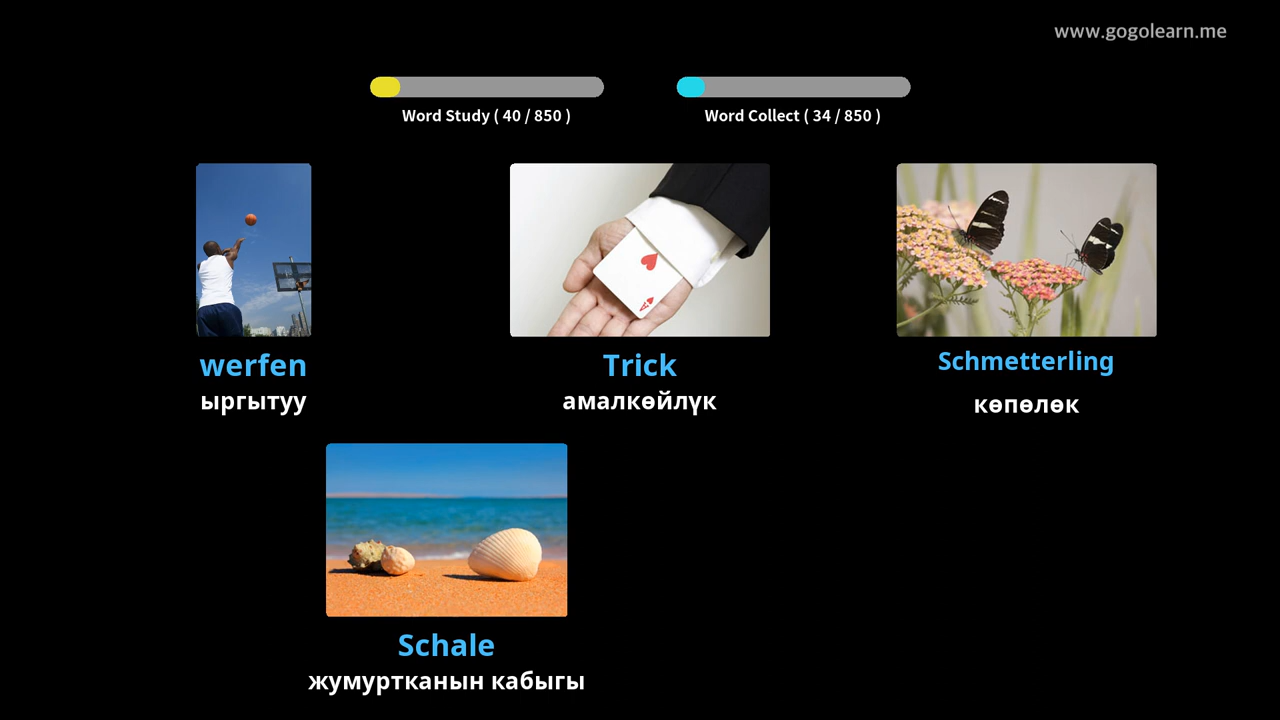 www.gogolearn.me
Word Study ( 40 / 850 )
Word Collect ( 34 / 850 )
werfen
ыргытуу
Trick
амалкөйлүк
Schmetterling
көпөлөк
Schale
жумуртканын кабыгы